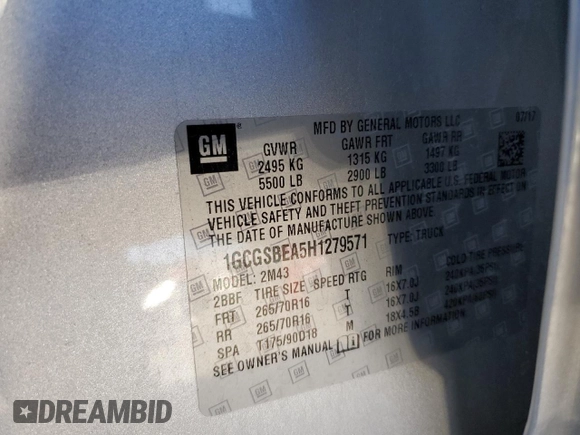 GM
MFD BY GENERAL MOTORS LLC 07/17
GVWR GAWR FRT GAWR RR
2495 KG 1315 KG 1497 KG
5500 LB 2900 LB 3300 LB
THIS VEHICLE CONFORMS TO ALL APPLICABLE U.S. FEDERAL MOTOR
VEHICLE SAFETY AND THEFT PREVENTION STANDARDS IN EFFECT ON
THE DATE OF MANUFACTURE SHOWN ABOVE.
1GCGSBEA5H1279571 TYPE: TRUCK
MODEL: 2M43
2BBF TIRE SIZE SPEED RTG RIM COLD TIRE PRESSURE
FRT 265/70R16 T 16X7.0J
RR 265/70R16 T 16X7.0J
SPA T175/90D18 M 18X4.5B
SEE OWNER'S MANUAL FOR MORE INFORMATION
DREAMBID